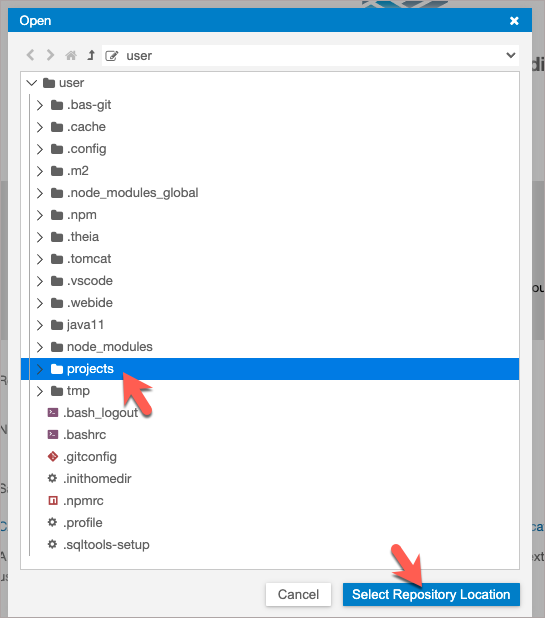 Open
user
user
.bas-git
.cache
.config
.m2
.node_modules_global
.npm
.theia
.tomcat
.vscode
.webide
java11
node_modules
projects
tmp
.bash_logout
.bashrc
.gitconfig
.inithomedir
.npmrc
.profile
.sqltools-setup
Cancel
Select Repository Location